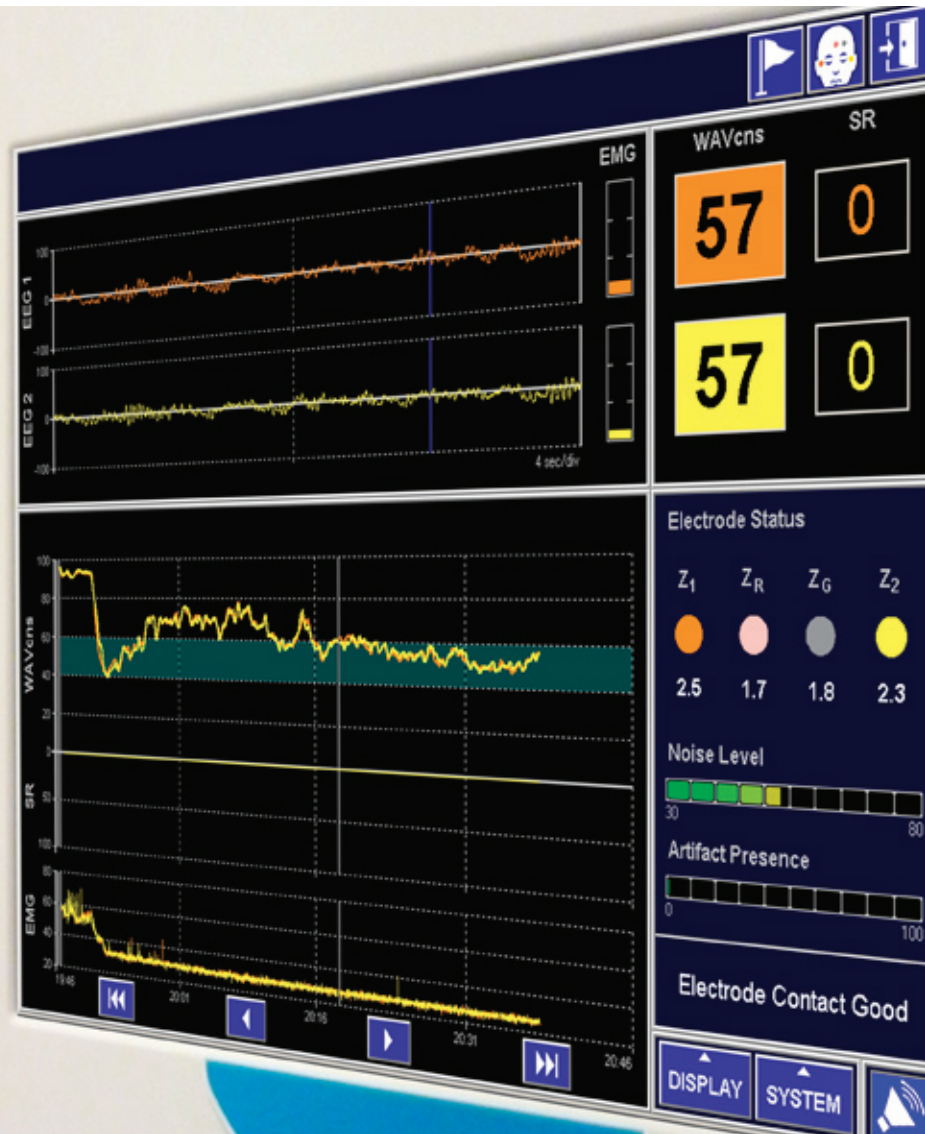 EMG
WAVcns
SR
57
0
57
0
EEG 1
100
0
-100
EEG 2
100
0
-100
4 sec/div
WAVcns
100
80
60
40
20
0
SR
50
100
EMG
80
60
40
20
19:46
20:01
20:16
20:31
20:46
Electrode Status
Z1
ZR
ZG
Z2
2.5
1.7
1.8
2.3
Noise Level
30
80
Artifact Presence
0
100
Electrode Contact Good
DISPLAY
SYSTEM